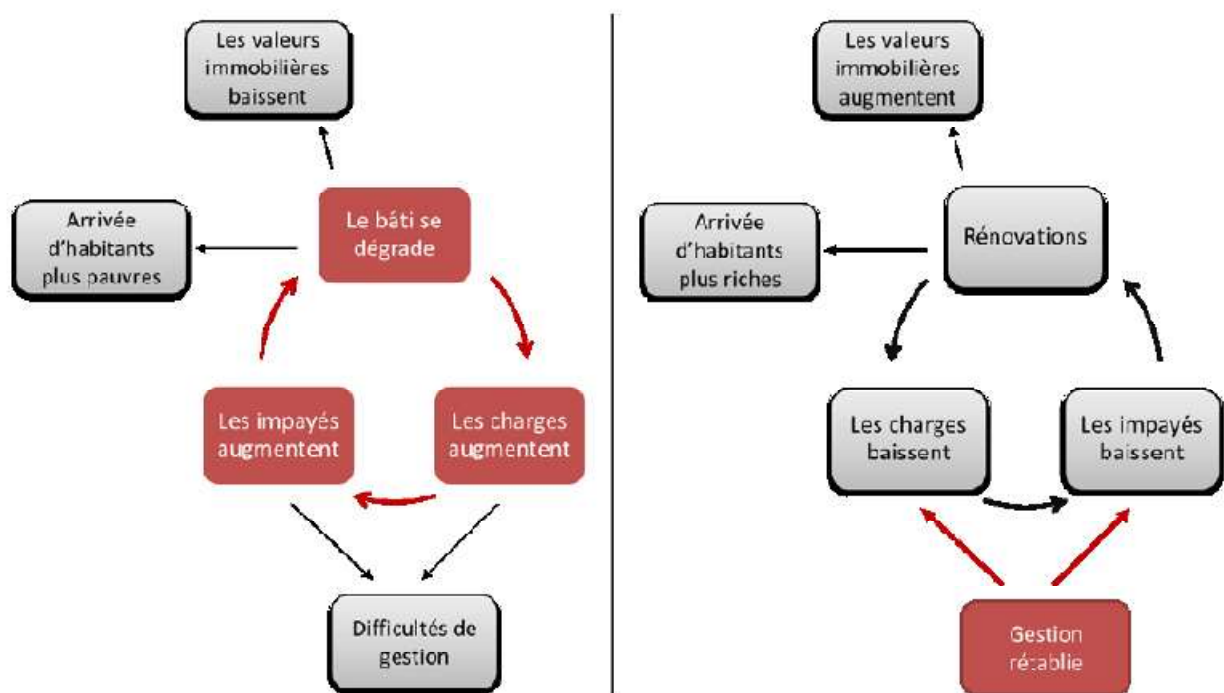 Les valeurs
immobilières
baissent
Arrivée
d'habitants
plus pauvres
Le bâti se
dégrade
Les impayés
augmentent
Les charges
augmentent
Difficultés de
gestion
Les valeurs
immobilières
augmentent
Arrivée
d'habitants
plus riches
Rénovations
Les charges
baissent
Les impayés
baissent
Gestion
rétablie